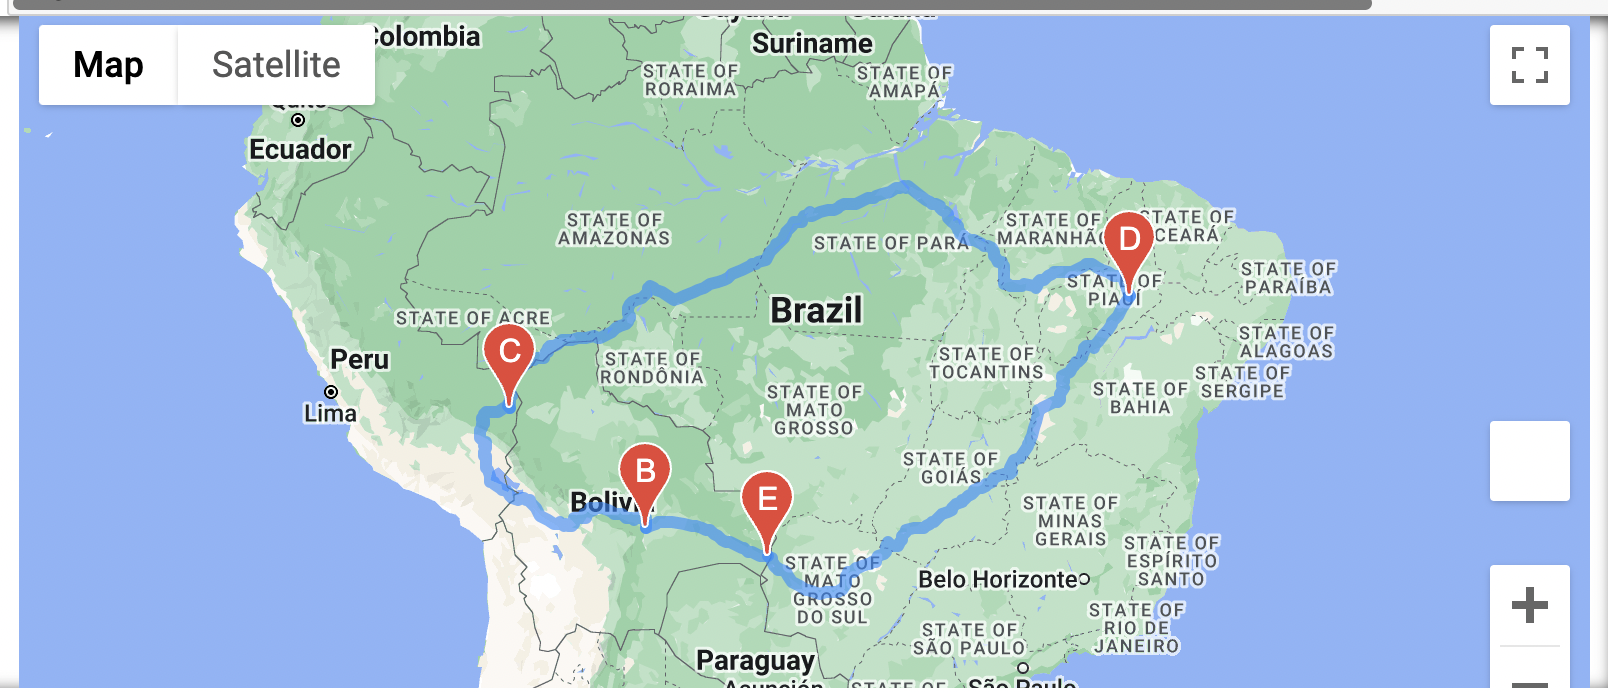 Map
Satellite
Colombia
Suriname
STATE OF
RORAIMA
STATE OF
AMAPÁ
Quito
Ecuador
STATE OF
AMAZONAS
STATE OF PARÁ
STATE OF
MARANHÃO
STATE OF
CEARÁ
D
STATE OF
PIAUÍ
STATE OF
PARAÍBA
Brazil
STATE OF ACRE
C
Peru
Lima
STATE OF
RONDÔNIA
STATE OF
MATO
GROSSO
STATE OF
TOCANTINS
STATE OF
ALAGOAS
STATE OF
SERGIPE
STATE OF
BAHIA
STATE OF
GOIÁS
B
Bolivia
E
STATE OF
MINAS
GERAIS
STATE OF
ESPÍRITO
SANTO
STATE OF
MATO
GROSSO
DO SUL
Belo Horizonte
STATE OF
RIO DE
JANEIRO
STATE OF
SÃO PAULO
Paraguay
Asunción
STATE OF
São Paulo